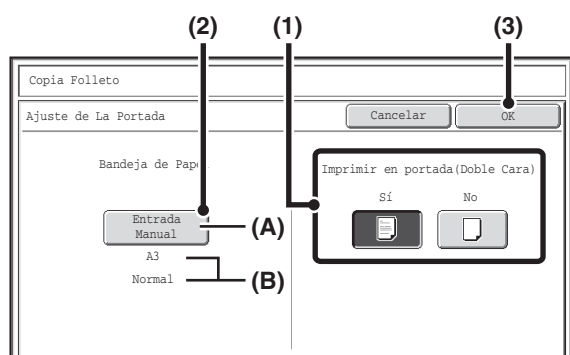 (2) (1) (3)
Copia Folleto
Ajuste de La Portada Cancelar OK
Bandeja de Pape
Imprimir en portada(Doble Cara)
Sí No
Entrada
Manual
(A)
A3
Normal
(B)